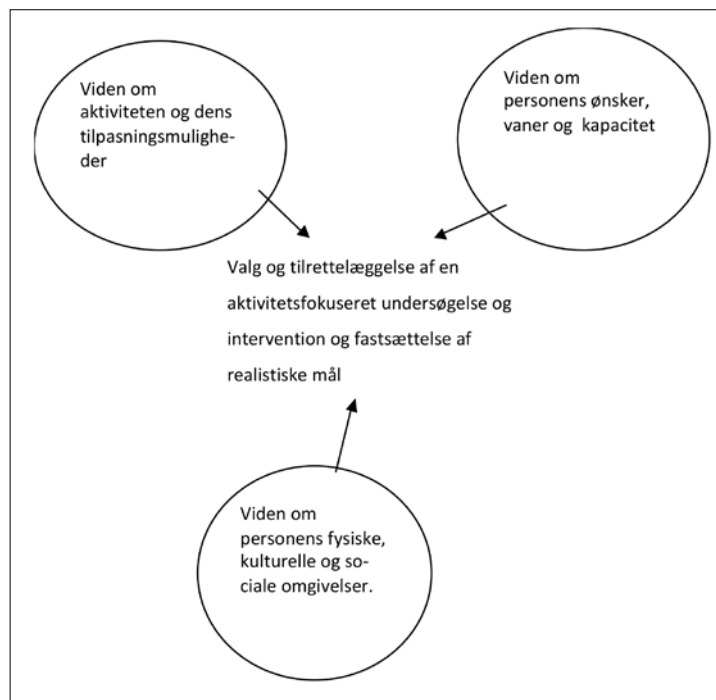 Viden om
aktiviteten og dens
tilpasningsmulighe-
der
Viden om
personens ønsker,
vaner og kapacitet
Valg og tilrettelæggelse af en
aktivitetsfokuseret undersøgelse og
intervention og fastsættelse af
realistiske mål
Viden om
personens fysiske,
kulturelle og so-
ciale omgivelser.